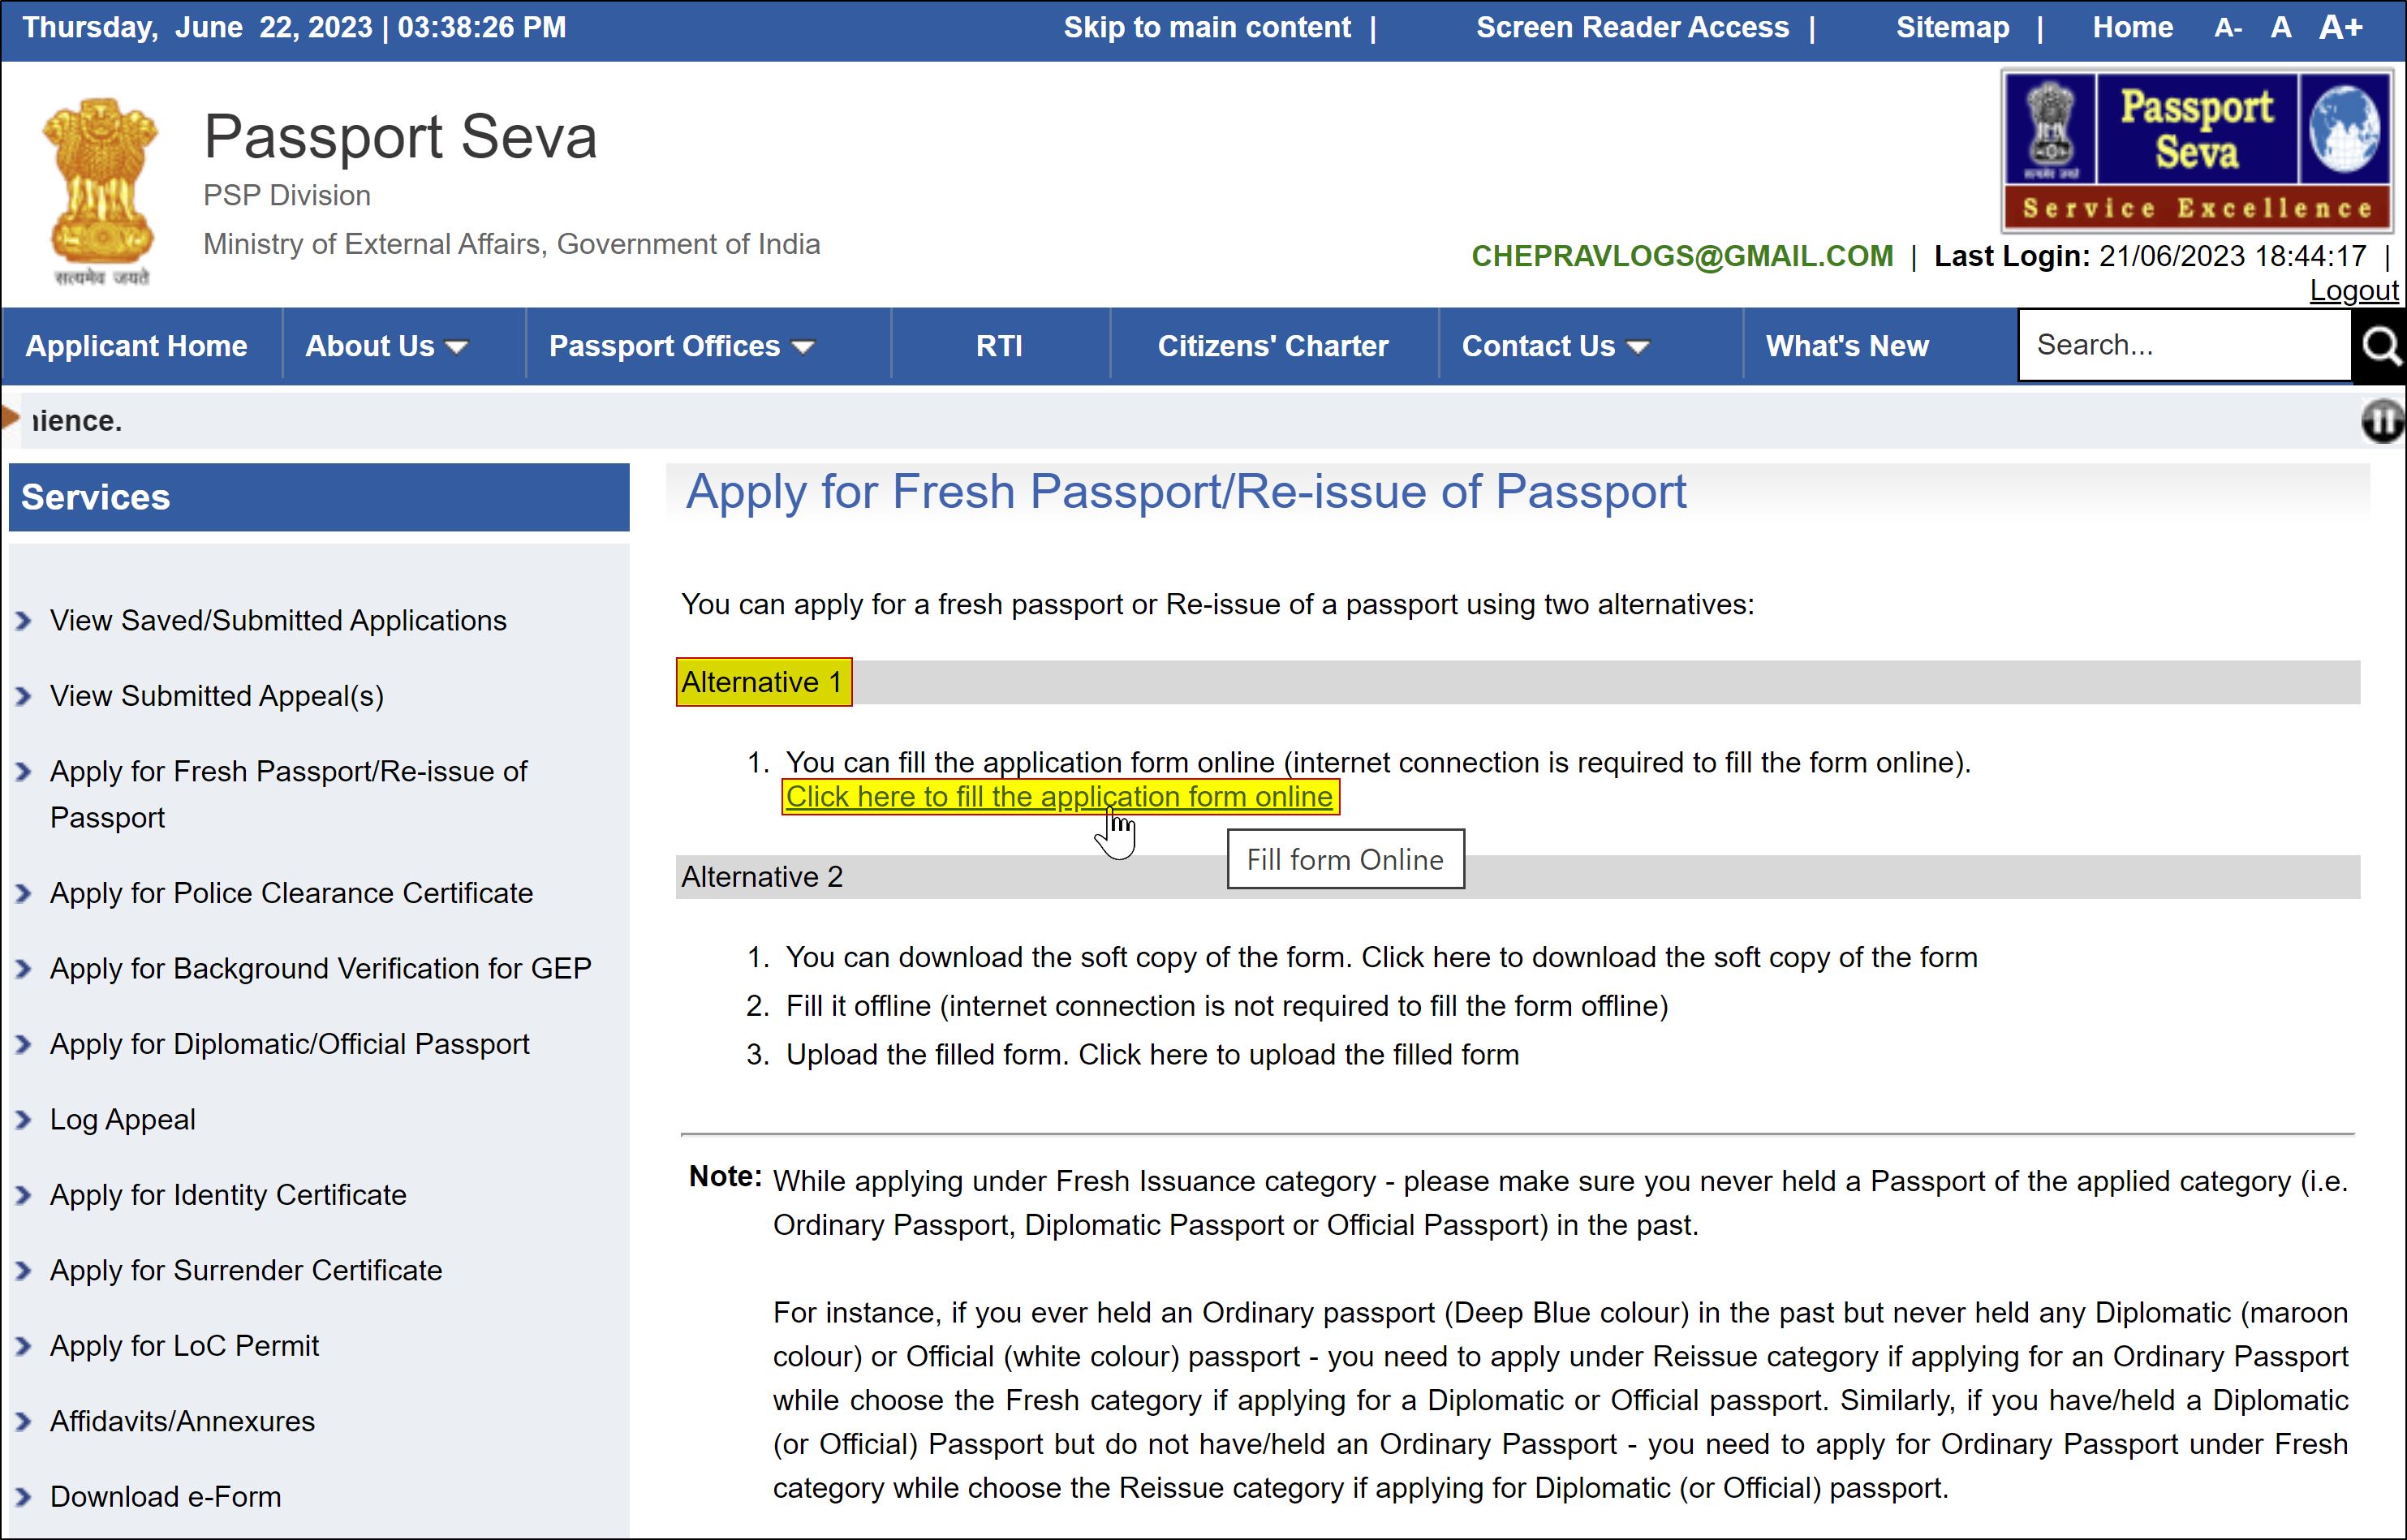 Thursday, June 22, 2023 | 03:38:26 PM
Skip to main content |
Screen Reader Access |
Sitemap |
Home
A- A A+
Passport Seva
PSP Division
Ministry of External Affairs, Government of India
सत्यमेव जयते
Passport
Seva
Service Excellence
CHEPRAVLOGS@GMAIL.COM | Last Login: 21/06/2023 18:44:17 |
Logout
Applicant Home
About Us
Passport Offices
RTI
Citizens' Charter
Contact Us
What's New
Search...
Services
View Saved/Submitted Applications
View Submitted Appeal(s)
Apply for Fresh Passport/Re-issue of
Passport
Apply for Police Clearance Certificate
Apply for Background Verification for GEP
Apply for Diplomatic/Official Passport
Log Appeal
Apply for Identity Certificate
Apply for Surrender Certificate
Apply for LoC Permit
Affidavits/Annexures
Download e-Form
Apply for Fresh Passport/Re-issue of Passport
You can apply for a fresh passport or Re-issue of a passport using two alternatives:
Alternative 1
1. You can fill the application form online (internet connection is required to fill the form online).
Click here to fill the application form online
Fill form Online
Alternative 2
1. You can download the soft copy of the form. Click here to download the soft copy of the form
2. Fill it offline (internet connection is not required to fill the form offline)
3. Upload the filled form. Click here to upload the filled form
Note: While applying under Fresh Issuance category - please make sure you never held a Passport of the applied category (i.e.
Ordinary Passport, Diplomatic Passport or Official Passport) in the past.
For instance, if you ever held an Ordinary passport (Deep Blue colour) in the past but never held any Diplomatic (maroon
colour) or Official (white colour) passport - you need to apply under Reissue category if applying for an Ordinary Passport
while choose the Fresh category if applying for a Diplomatic or Official passport. Similarly, if you have/held a Diplomatic
(or Official) Passport but do not have/held an Ordinary Passport - you need to apply for Ordinary Passport under Fresh
category while choose the Reissue category if applying for Diplomatic (or Official) passport.